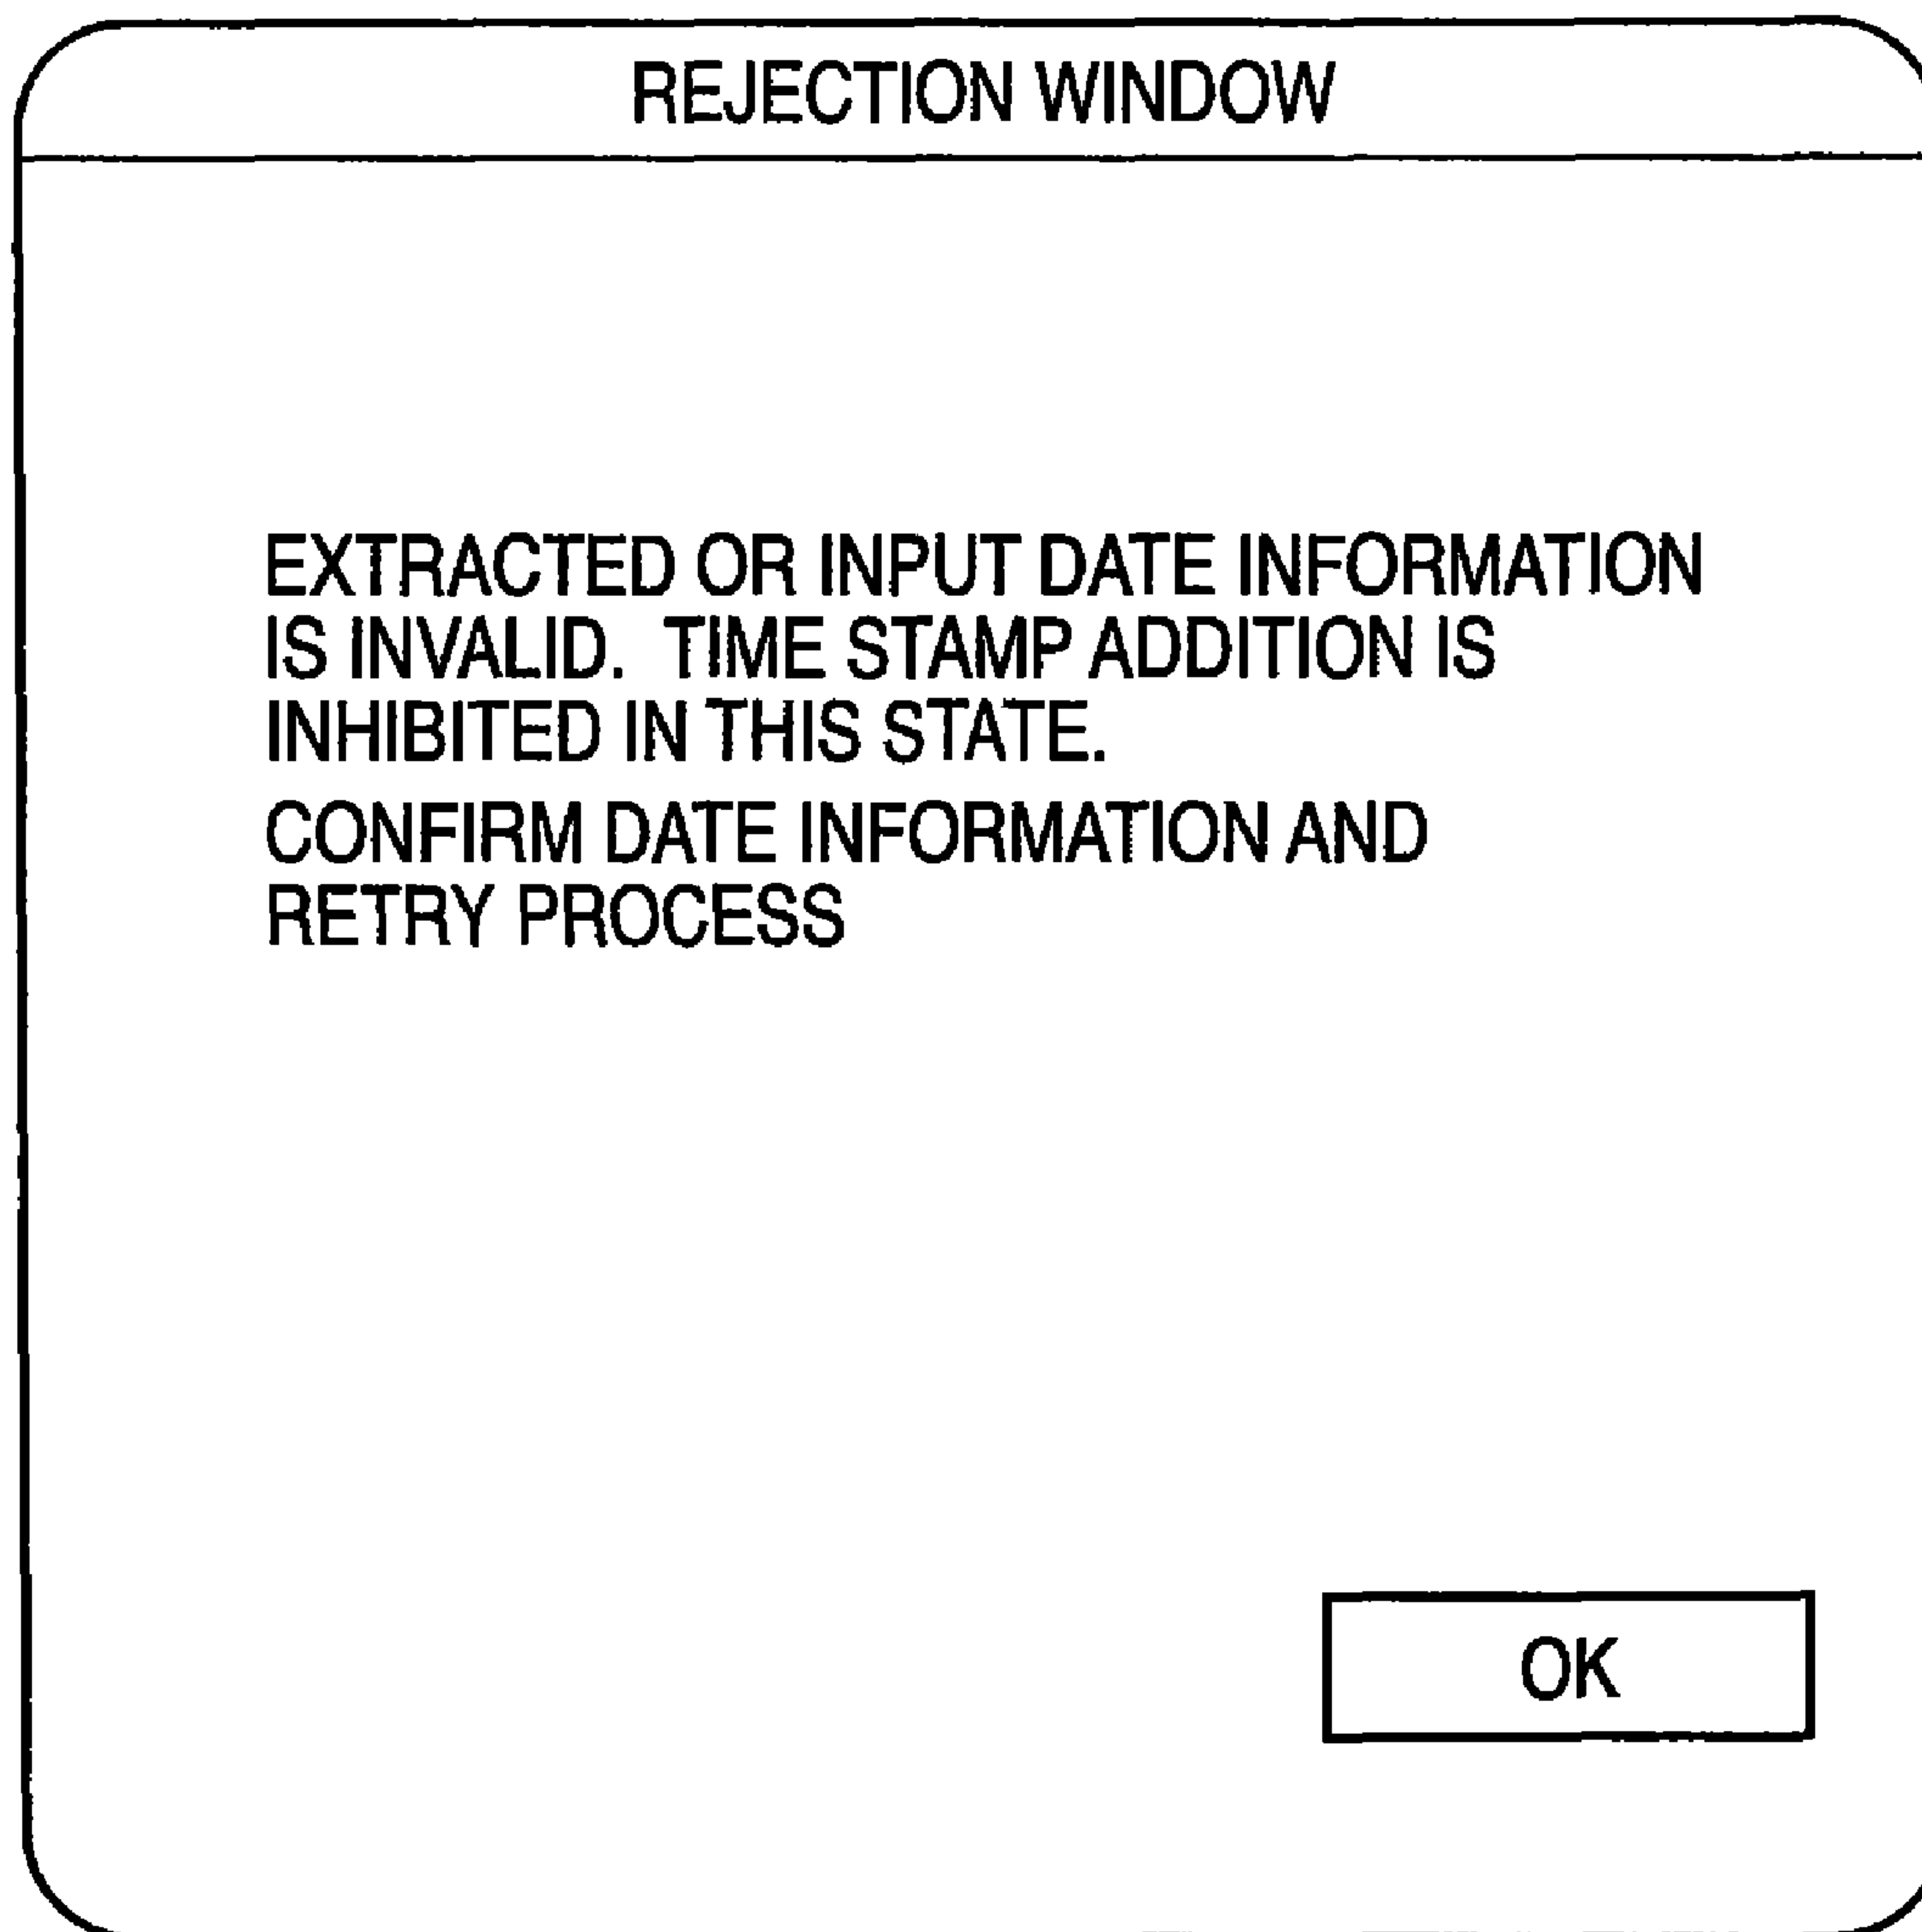 REJECTION WINDOW
EXTRACTED OR INPUT DATE INFORMATION
IS INVALID. TIME STAMP ADDITION IS
INHIBITED IN THIS STATE.
CONFIRM DATE INFORMATION AND
RETRY PROCESS
OK